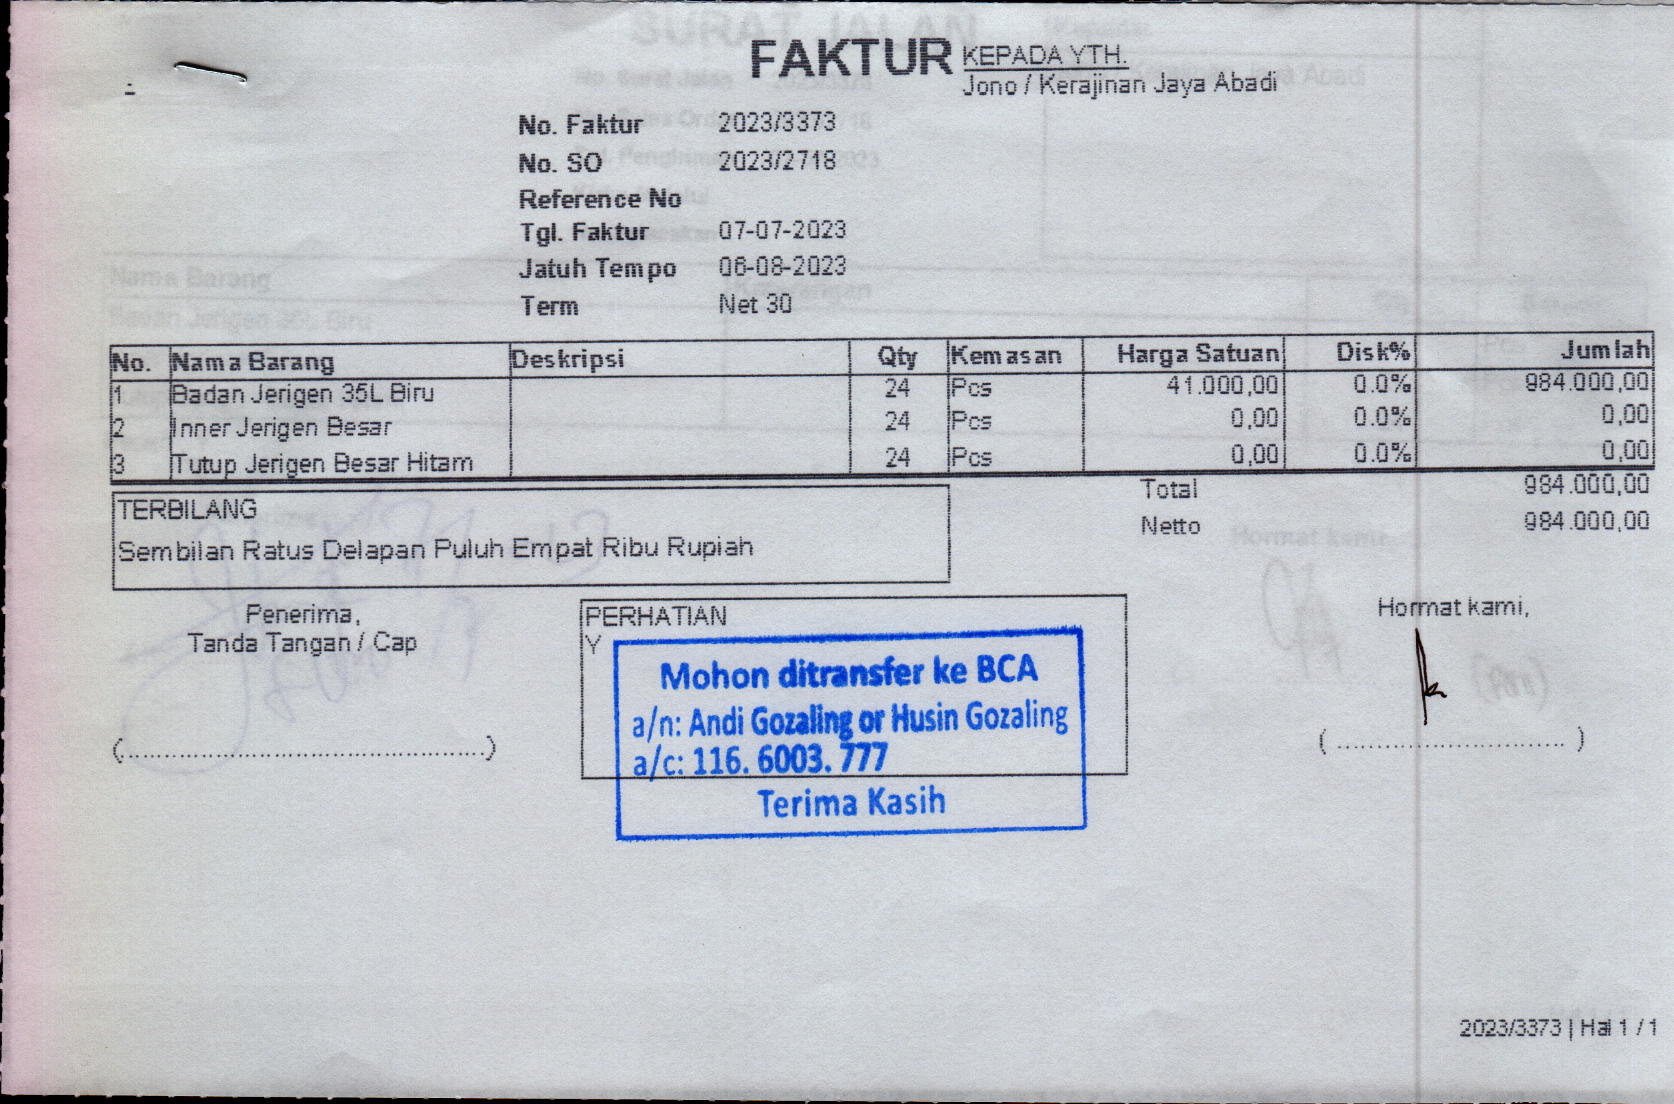 FAKTUR
KEPADA YTH.
Jono / Kerajinan Jaya Abadi
No. Faktur 2023/3373
No. SO 2023/2718
Reference No
Tgl. Faktur 07-07-2023
Jatuh Tempo 06-08-2023
Term Net 30
No. Nama Barang Deskripsi Qty Kemasan Harga Satuan Disk% Jumlah
1 Badan Jerigen 35L Biru 24 Pcs 41.000,00 0.0% 984.000,00
2 Inner Jerigen Besar 24 Pcs 0,00 0.0% 0,00
3 Tutup Jerigen Besar Hitam 24 Pcs 0,00 0.0% 0,00
Total 984.000,00
Netto 984.000,00
TERBILANG
Sembilan Ratus Delapan Puluh Empat Ribu Rupiah
Penerima,
Tanda Tangan / Cap
(..............................................)
PERHATIAN
Y
Mohon ditransfer ke BCA
a/n: Andi Gozaling or Husin Gozaling
a/c: 116. 6003. 777
Terima Kasih
Hormat kami,
( ............................. )
2023/3373 | Hal 1 / 1